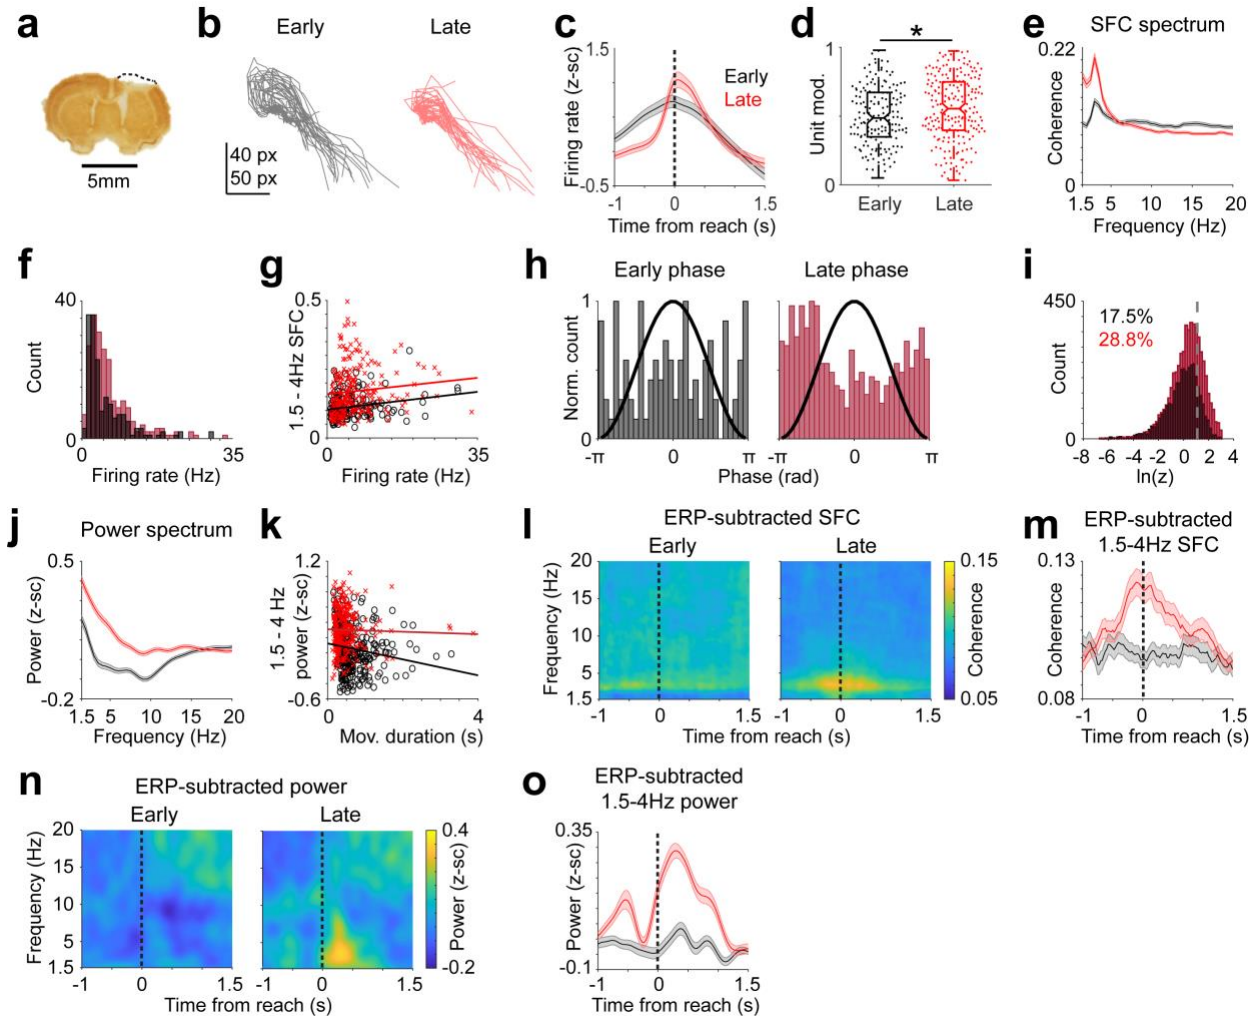 a
5mm
b
Early
Late
40 px
50 px
c
Firing rate (z-sc)
1.5
-0.5
Early
Late
-1
0
1.5
Time from reach (s)
d
*
Unit mod.
1
0
Early
Late
e
SFC spectrum
Coherence
0.22
0
1.5
5
10
15
20
Frequency (Hz)
f
Count
40
0
0
35
Firing rate (Hz)
g
1.5 - 4Hz SFC
0.5
0
0
35
Firing rate (Hz)
h
Early phase
Late phase
Norm. count
1
0
-π
0
π
-π
0
π
Phase (rad)
i
Count
450
0
17.5%
28.8%
-8
-6
-4
-2
0
2
4
ln(z)
j
Power spectrum
Power (z-sc)
0.5
-0.2
1.5
5
10
15
20
Frequency (Hz)
k
1.5 - 4 Hz
power (z-sc)
1.2
-0.6
0
4
Mov. duration (s)
l
ERP-subtracted SFC
Early
Late
Frequency (Hz)
20
15
10
5
1.5
-1
0
1.5
-1
0
1.5
Time from reach (s)
0.15
0.05
Coherence
m
ERP-subtracted
1.5-4Hz SFC
Coherence
0.13
0.08
-1
0
1.5
Time from reach (s)
n
ERP-subtracted power
Early
Late
Frequency (Hz)
20
10
5
1.5
-1
0
1.5
-1
0
1.5
Time from reach (s)
0.4
-0.2
Power (z-sc)
o
ERP-subtracted
1.5-4Hz power
Power (z-sc)
0.35
-0.1
-1
0
1.5
Time from reach (s)